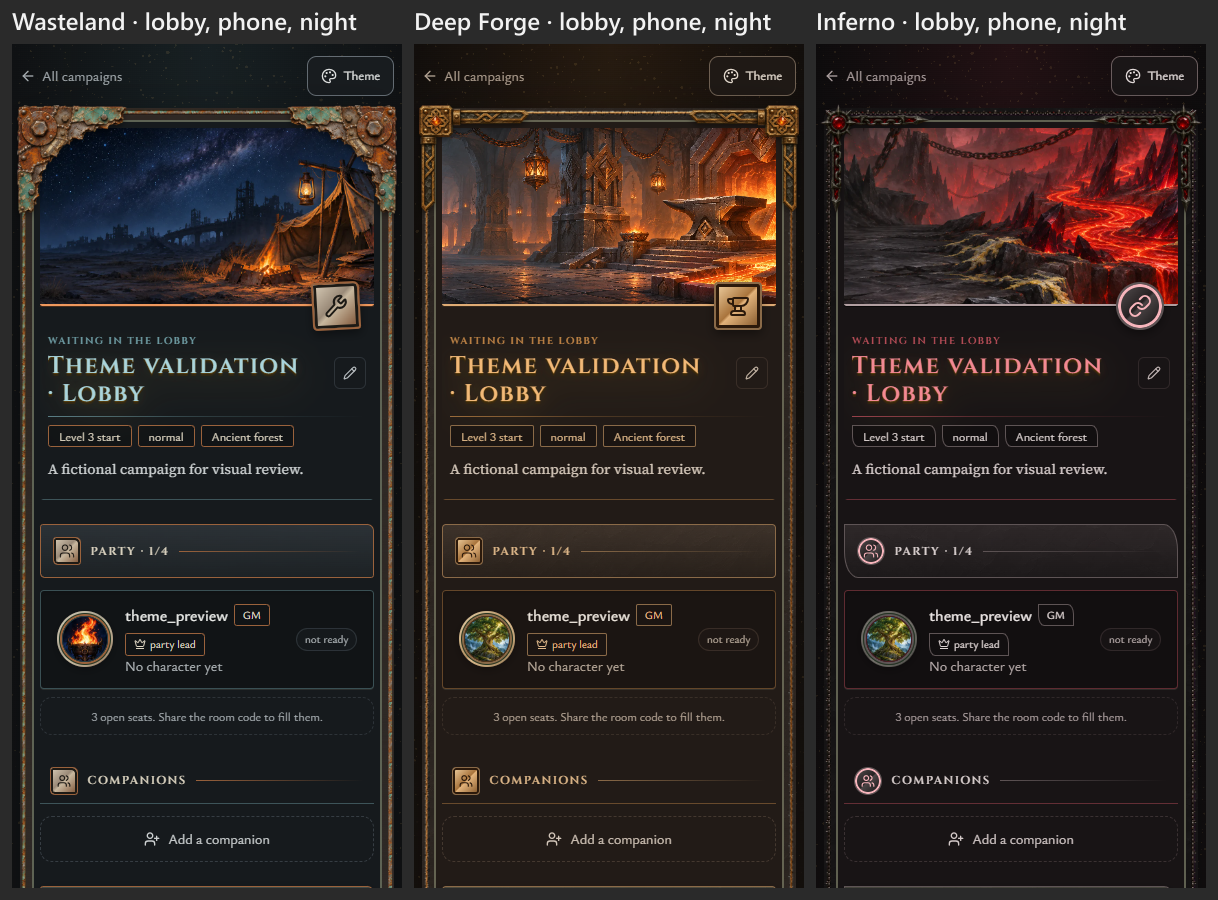 Wasteland · lobby, phone, night
All campaigns
Theme
WAITING IN THE LOBBY
THEME VALIDATION
· LOBBY
Level 3 start
normal
Ancient forest
A fictional campaign for visual review.
PARTY · 1/4
theme_preview
GM
party lead
No character yet
not ready
3 open seats. Share the room code to fill them.
COMPANIONS
Add a companion
Deep Forge · lobby, phone, night
All campaigns
Theme
WAITING IN THE LOBBY
THEME VALIDATION
· LOBBY
Level 3 start
normal
Ancient forest
A fictional campaign for visual review.
PARTY · 1/4
theme_preview
GM
party lead
No character yet
not ready
3 open seats. Share the room code to fill them.
COMPANIONS
Add a companion
Inferno · lobby, phone, night
All campaigns
Theme
WAITING IN THE LOBBY
THEME VALIDATION
· LOBBY
Level 3 start
normal
Ancient forest
A fictional campaign for visual review.
PARTY · 1/4
theme_preview
GM
party lead
No character yet
not ready
3 open seats. Share the room code to fill them.
COMPANIONS
Add a companion